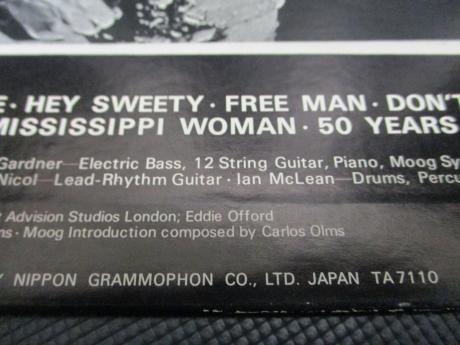 E · HEY SWEETY · FREE MAN · DON'T
MISSISSIPPI WOMAN · 50 YEARS
Gardner—Electric Bass, 12 String Guitar, Piano, Moog Sy
Nicol—Lead-Rhythm Guitar · Ian McLean—Drums, Percu
t Advision Studios London; Eddie Offord
ns · Moog Introduction composed by Carlos Olms
Y NIPPON GRAMMOPHON CO., LTD. JAPAN TA7110